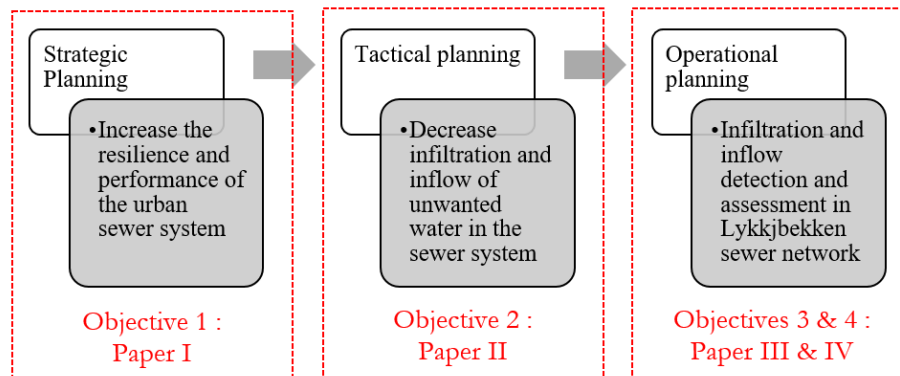 Strategic
Planning
•Increase the
resilience and
performance of
the urban
sewer system
Objective 1 :
Paper I
Tactical planning
•Decrease
infiltration and
inflow of
unwanted
water in the
sewer system
Objective 2 :
Paper II
Operational
planning
•Infiltration and
inflow
detection and
assessment in
Lykkjbekken
sewer network
Objectives 3 & 4 :
Paper III & IV